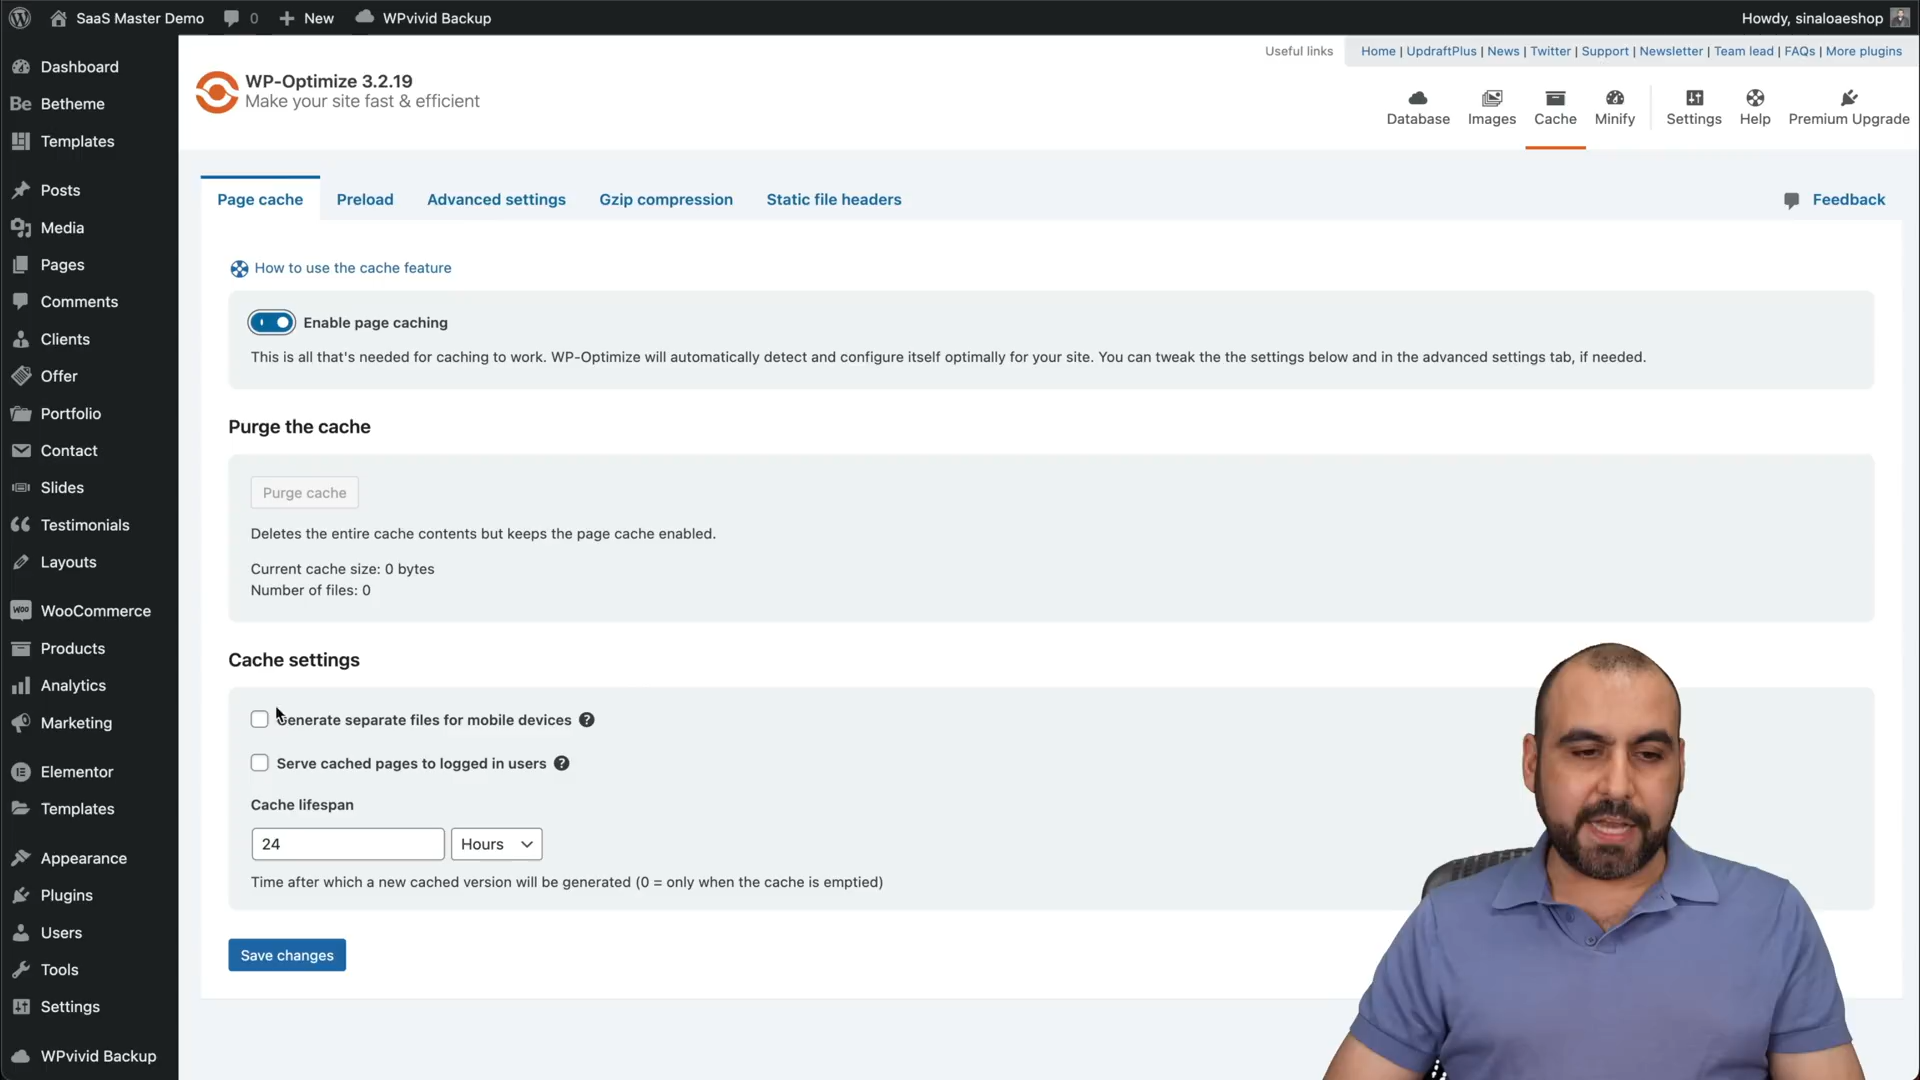 SaaS Master Demo 0 New WPvivid Backup Howdy, sinaloaeshop
Useful links Home | UpdraftPlus | News | Twitter | Support | Newsletter | Team lead | FAQs | More plugins
WP-Optimize 3.2.19
Make your site fast & efficient
Database Images Cache Minify Settings Help Premium Upgrade
Dashboard
Be Betheme
Templates
Posts
Media
Pages
Comments
Clients
Offer
Portfolio
Contact
Slides
Testimonials
Layouts
Woo WooCommerce
Products
Analytics
Marketing
Elementor
Templates
Appearance
Plugins
Users
Tools
Settings
WPvivid Backup
Page cache Preload Advanced settings Gzip compression Static file headers Feedback
How to use the cache feature
Enable page caching
This is all that's needed for caching to work. WP-Optimize will automatically detect and configure itself optimally for your site. You can tweak the the settings below and in the advanced settings tab, if needed.
Purge the cache
Purge cache
Deletes the entire cache contents but keeps the page cache enabled.
Current cache size: 0 bytes
Number of files: 0
Cache settings
Generate separate files for mobile devices ?
Serve cached pages to logged in users ?
Cache lifespan
24 Hours
Time after which a new cached version will be generated (0 = only when the cache is emptied)
Save changes